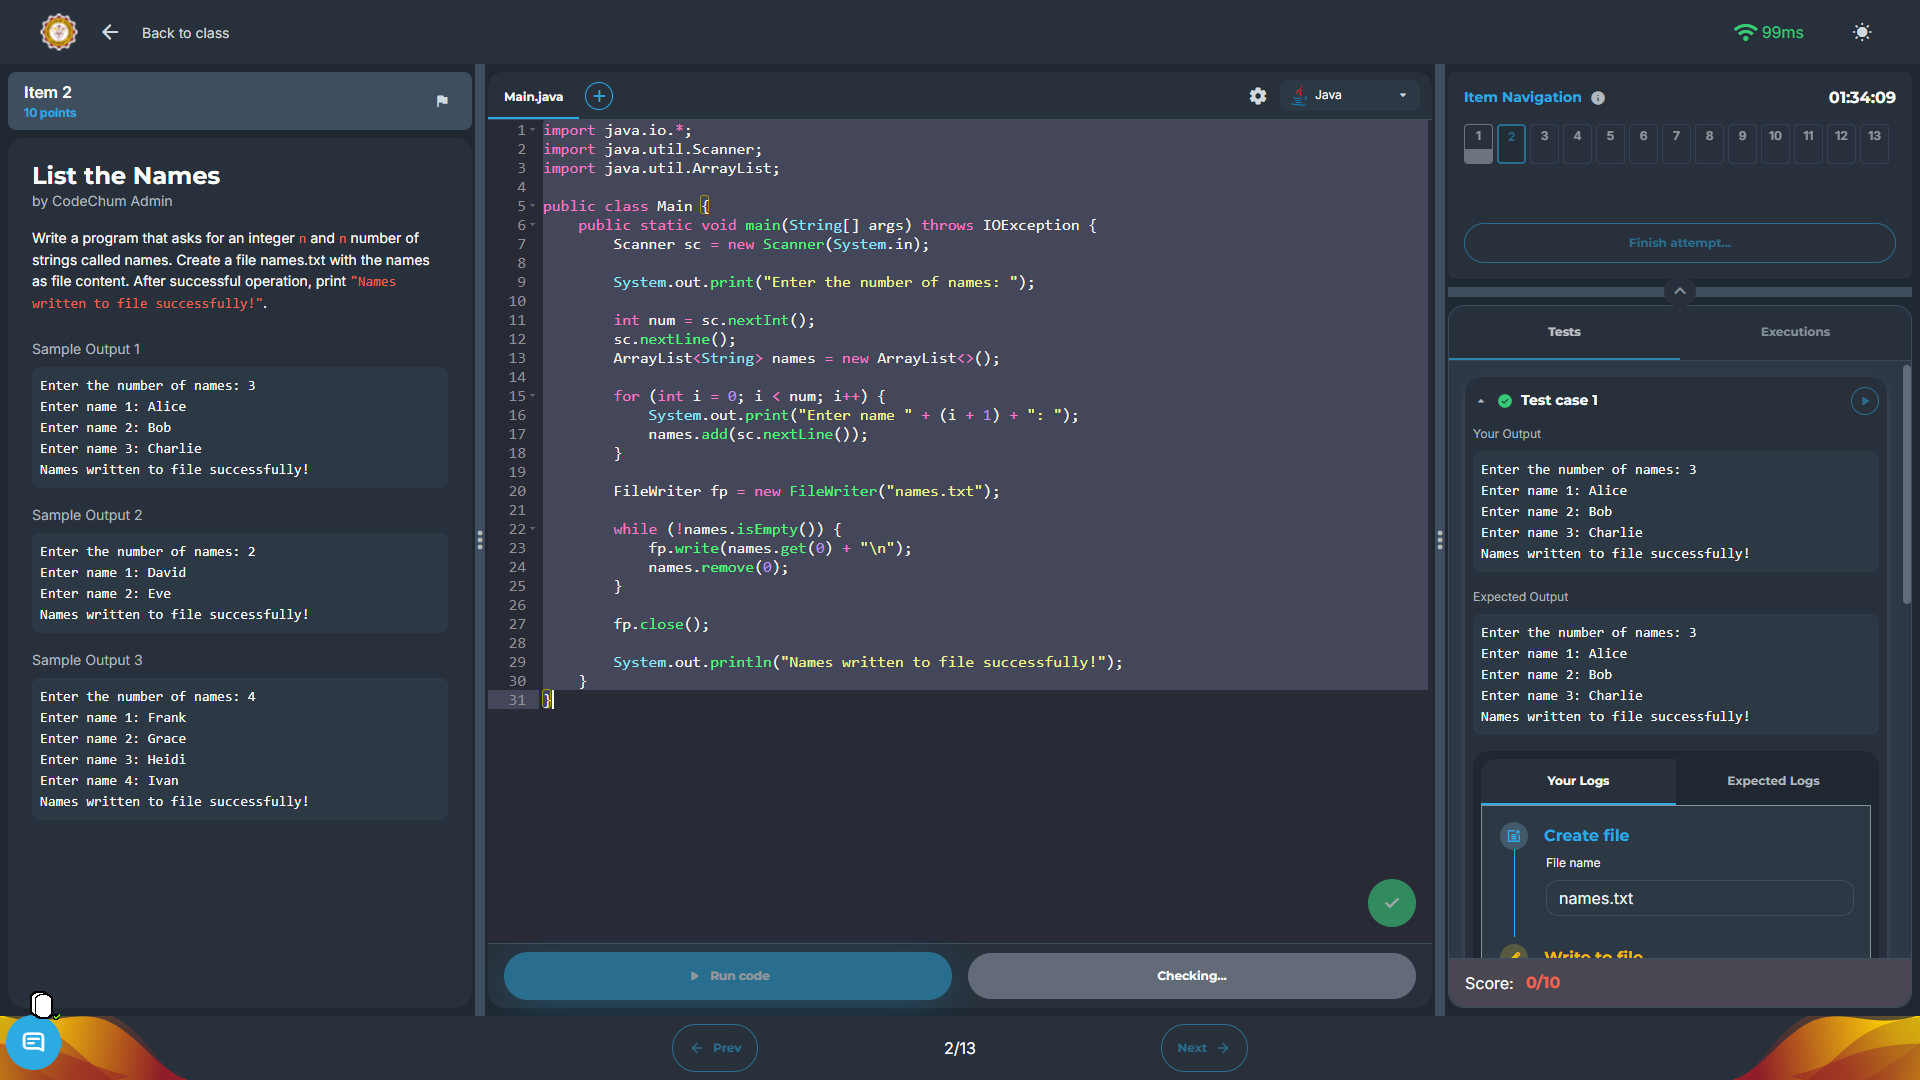 Back to class
99ms
Item 2
10 points
List the Names
by CodeChum Admin
Write a program that asks for an integer n and n number of
strings called names. Create a file names.txt with the names
as file content. After successful operation, print "Names
written to file successfully!".
Sample Output 1
Enter the number of names: 3
Enter name 1: Alice
Enter name 2: Bob
Enter name 3: Charlie
Names written to file successfully!
Sample Output 2
Enter the number of names: 2
Enter name 1: David
Enter name 2: Eve
Names written to file successfully!
Sample Output 3
Enter the number of names: 4
Enter name 1: Frank
Enter name 2: Grace
Enter name 3: Heidi
Enter name 4: Ivan
Names written to file successfully!
Main.java
Java
1 import java.io.*;
2 import java.util.Scanner;
3 import java.util.ArrayList;
4
5 public class Main {
6     public static void main(String[] args) throws IOException {
7         Scanner sc = new Scanner(System.in);
8
9         System.out.print("Enter the number of names: ");
10
11         int num = sc.nextInt();
12         sc.nextLine();
13         ArrayList<String> names = new ArrayList<>();
14
15         for (int i = 0; i < num; i++) {
16             System.out.print("Enter name " + (i + 1) + ": ");
17             names.add(sc.nextLine());
18         }
19
20         FileWriter fp = new FileWriter("names.txt");
21
22         while (!names.isEmpty()) {
23             fp.write(names.get(0) + "\n");
24             names.remove(0);
25         }
26
27         fp.close();
28
29         System.out.println("Names written to file successfully!");
30     }
31 }
Run code
Checking...
Prev
2/13
Next
Item Navigation
01:34:09
1 2 3 4 5 6 7 8 9 10 11 12 13
Finish attempt...
Tests
Executions
Test case 1
Your Output
Enter the number of names: 3
Enter name 1: Alice
Enter name 2: Bob
Enter name 3: Charlie
Names written to file successfully!
Expected Output
Enter the number of names: 3
Enter name 1: Alice
Enter name 2: Bob
Enter name 3: Charlie
Names written to file successfully!
Your Logs
Expected Logs
Create file
File name
names.txt
Write to file
Score: 0/10